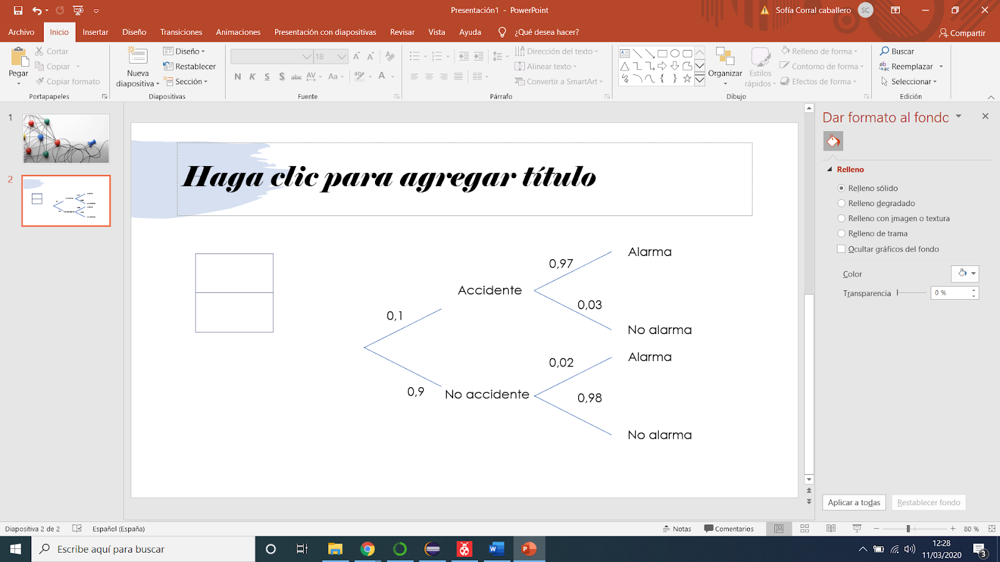 Presentación1 - PowerPoint
Sofía Corral caballero
SC
Archivo Inicio Insertar Diseño Transiciones Animaciones Presentación con diapositivas Revisar Vista Ayuda ¿Qué desea hacer? Compartir
Pegar
Cortar
Copiar
Copiar formato
Portapapeles
Nueva diapositiva
Diseño
Restablecer
Sección
Diapositivas
18
N K S S abc AV Aa A
Fuente
Dirección del texto
Alinear texto
Convertir a SmartArt
Párrafo
Organizar
Estilos rápidos
Relleno de forma
Contorno de forma
Efectos de forma
Dibujo
Buscar
Reemplazar
Seleccionar
Edición
1
2
Haga clic para agregar título
0,1
0,9
Accidente
No accidente
0,97
0,03
0,02
0,98
Alarma
No alarma
Alarma
No alarma
Dar formato al fondo
Relleno
Relleno sólido
Relleno degradado
Relleno con imagen o textura
Relleno de trama
Ocultar gráficos del fondo
Color
Transparencia 0 %
Aplicar a todas Restablecer fondo
Diapositiva 2 de 2 Español (España) Notas Comentarios 80 %
Escribe aquí para buscar
12:28
11/03/2020
3